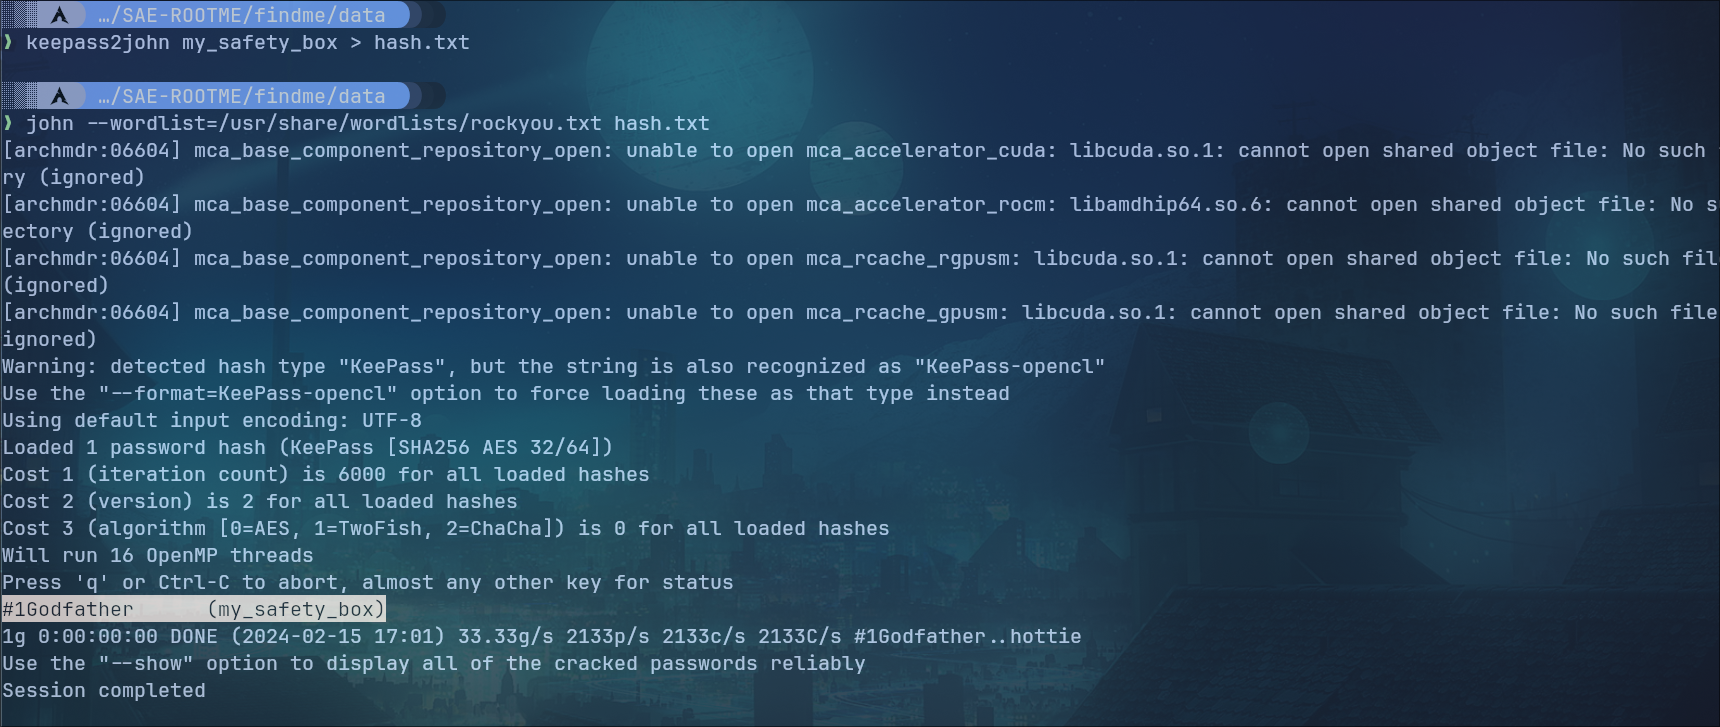 …/SAE-ROOTME/findme/data
❯ keepass2john my_safety_box > hash.txt
…/SAE-ROOTME/findme/data
❯ john --wordlist=/usr/share/wordlists/rockyou.txt hash.txt
[archmdr:06604] mca_base_component_repository_open: unable to open mca_accelerator_cuda: libcuda.so.1: cannot open shared object file: No such
ry (ignored)
[archmdr:06604] mca_base_component_repository_open: unable to open mca_accelerator_rocm: libamdhip64.so.6: cannot open shared object file: No s
ectory (ignored)
[archmdr:06604] mca_base_component_repository_open: unable to open mca_rcache_rgpusm: libcuda.so.1: cannot open shared object file: No such fil
(ignored)
[archmdr:06604] mca_base_component_repository_open: unable to open mca_rcache_gpusm: libcuda.so.1: cannot open shared object file: No such file
ignored)
Warning: detected hash type "KeePass", but the string is also recognized as "KeePass-opencl"
Use the "--format=KeePass-opencl" option to force loading these as that type instead
Using default input encoding: UTF-8
Loaded 1 password hash (KeePass [SHA256 AES 32/64])
Cost 1 (iteration count) is 6000 for all loaded hashes
Cost 2 (version) is 2 for all loaded hashes
Cost 3 (algorithm [0=AES, 1=TwoFish, 2=ChaCha]) is 0 for all loaded hashes
Will run 16 OpenMP threads
Press 'q' or Ctrl-C to abort, almost any other key for status
#1Godfather      (my_safety_box)
1g 0:00:00:00 DONE (2024-02-15 17:01) 33.33g/s 2133p/s 2133c/s 2133C/s #1Godfather..hottie
Use the "--show" option to display all of the cracked passwords reliably
Session completed